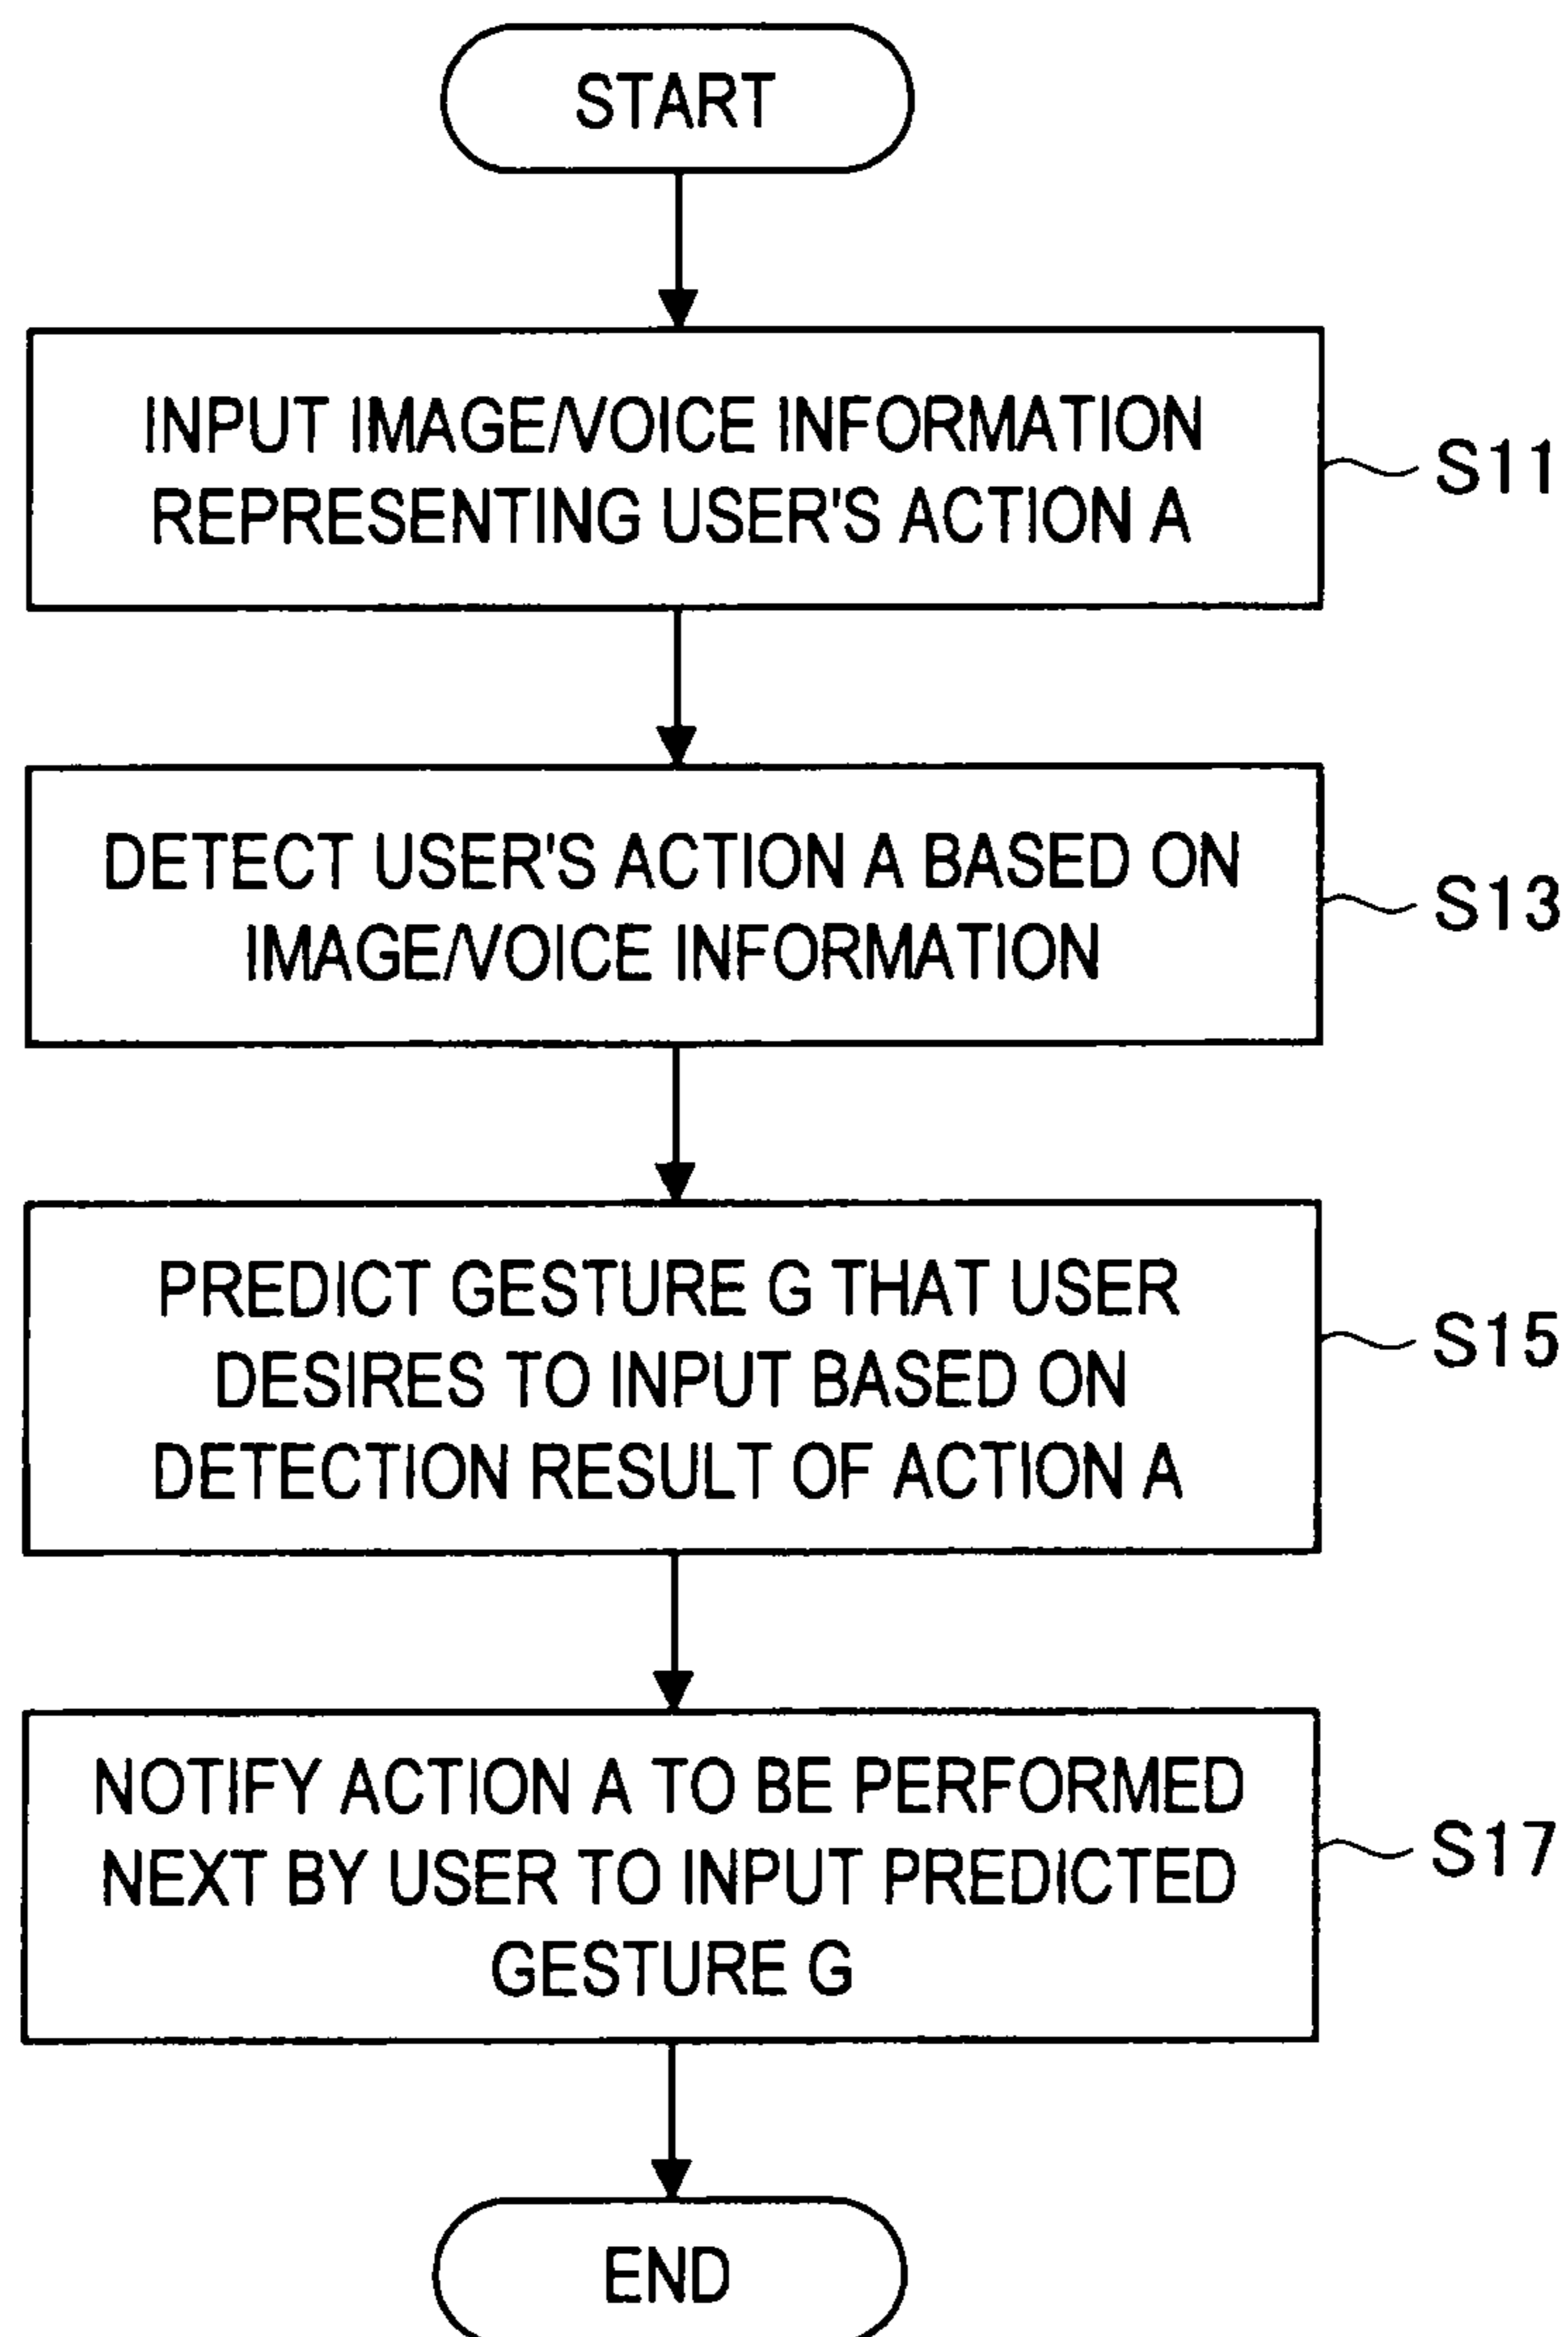 START
INPUT IMAGE/VOICE INFORMATION
REPRESENTING USER'S ACTION A
S11
DETECT USER'S ACTION A BASED ON
IMAGE/VOICE INFORMATION
S13
PREDICT GESTURE G THAT USER
DESIRES TO INPUT BASED ON
DETECTION RESULT OF ACTION A
S15
NOTIFY ACTION A TO BE PERFORMED
NEXT BY USER TO INPUT PREDICTED
GESTURE G
S17
END